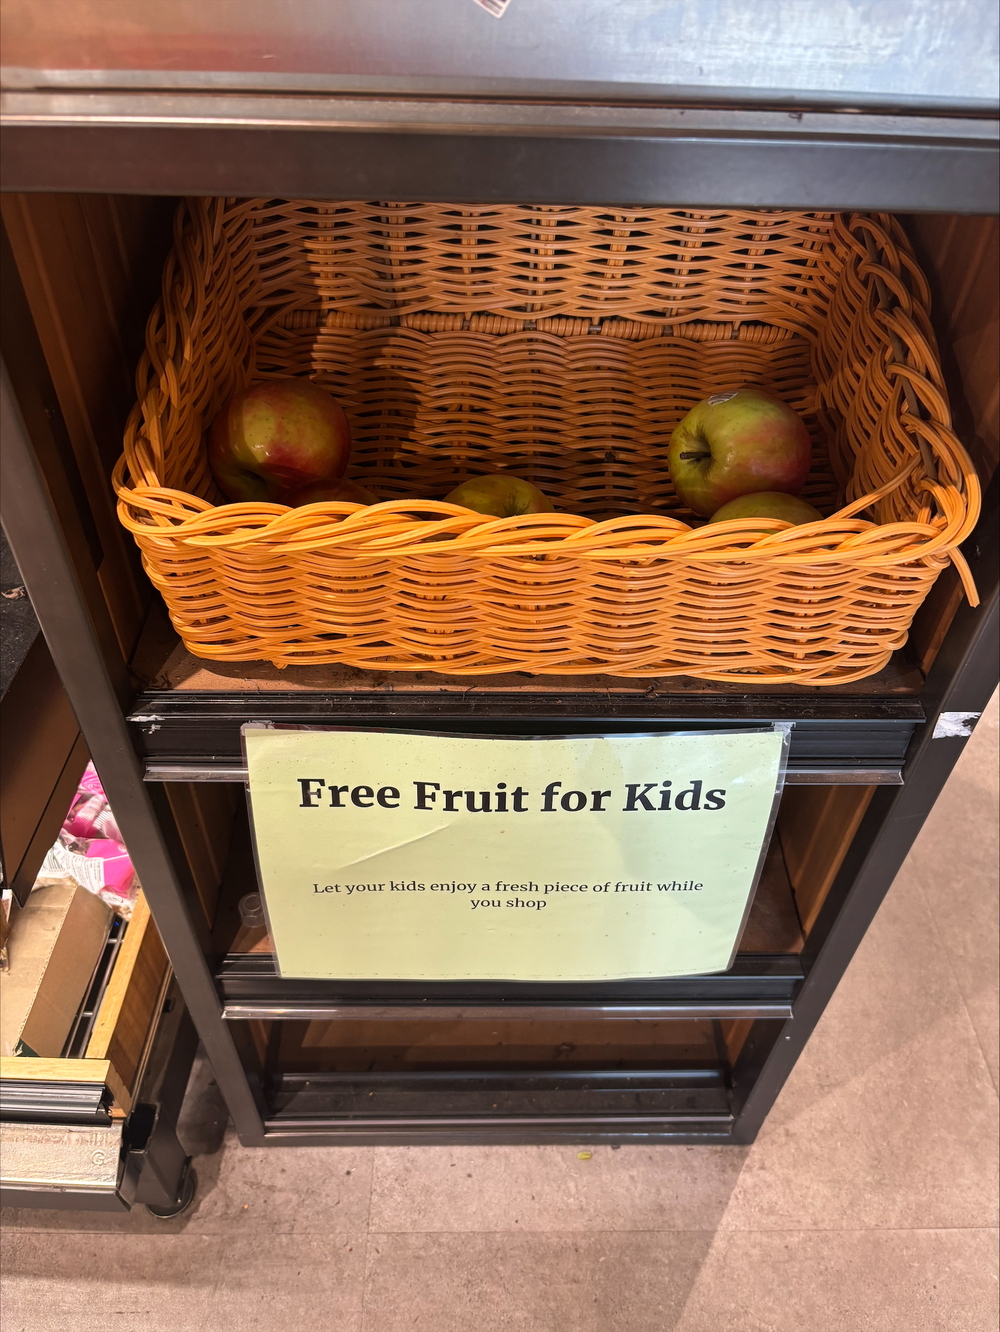 Free Fruit for Kids
Let your kids enjoy a fresh piece of fruit while
you shop